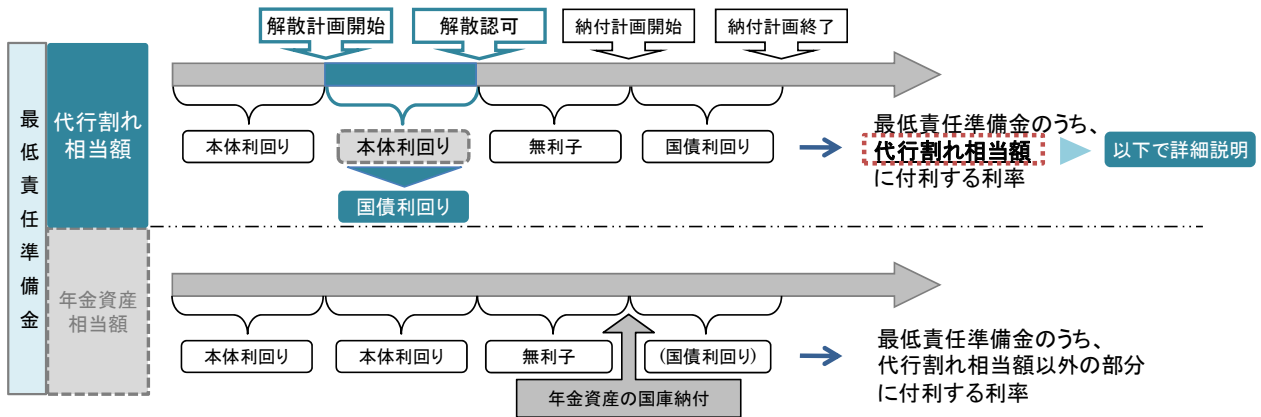 解散計画開始
解散認可
納付計画開始
納付計画終了
最低責任準備金
代行割れ
相当額
本体利回り
本体利回り
無利子
国債利回り
国債利回り
最低責任準備金のうち、
代行割れ相当額
に付利する利率
以下で詳細説明
年金資産
相当額
本体利回り
本体利回り
無利子
(国債利回り)
年金資産の国庫納付
最低責任準備金のうち、
代行割れ相当額以外の部分
に付利する利率